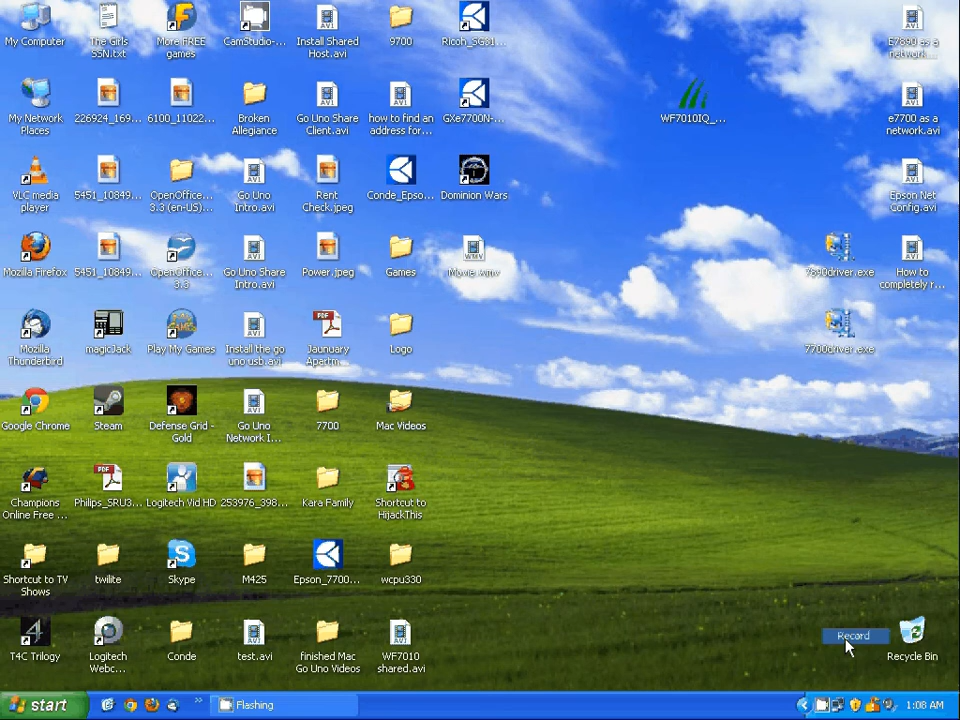 My Computer
The Girls
SSN.txt
More FREE
games
CamStudio-...
Install Shared
Host.avi
9700
Ricoh_SG31...
E7890 as a
network....
My Network
Places
226924_169...
6100_11022...
Broken
Allegiance
Go Uno Share
Client.avi
how to find an
address for...
GXe7700N-...
WF7010IQ_...
e7700 as a
network.avi
VLC media
player
5451_10849...
OpenOffice...
3.3 (en-US)...
Go Uno
Intro.avi
Rent
Check.jpeg
Conde_Epso...
Dominion Wars
Epson Net
Config.avi
Mozilla Firefox
5451_10849...
OpenOffice...
3.3
Go Uno Share
Intro.avi
Power.jpeg
Games
Movie.wmv
7890driver.exe
How to
completely r...
Mozilla
Thunderbird
magicJack
Play My Games
Install the go
uno usb.avi
PDF
Jaunuary
Apartm...
Logo
7700driver.exe
Google Chrome
Steam
Defense Grid -
Gold
Go Uno
Network I...
7700
Mac Videos
Champions
Online Free ...
PDF
Philips_SRU3...
Logitech Vid HD
253976_398...
Kara Family
Shortcut to
HijackThis
Shortcut to TV
Shows
twilite
Skype
M425
Epson_7700...
wcpu330
T4C Trilogy
Logitech
Webc...
Conde
test.avi
finished Mac
Go Uno Videos
WF7010
shared.avi
Record
Recycle Bin
start
Flashing
1:08 AM